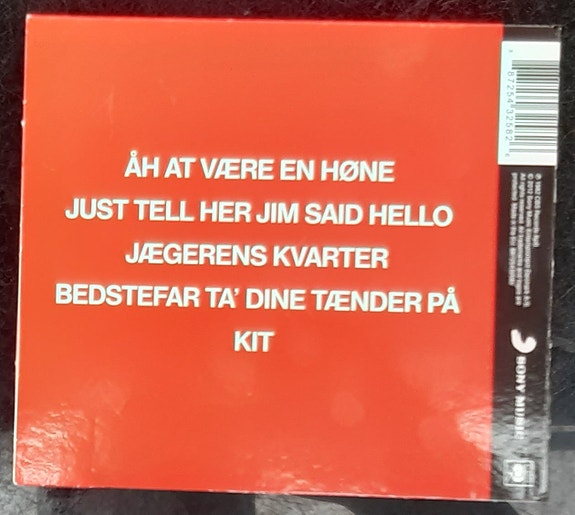 ÅH AT VÆRE EN HØNE
JUST TELL HER JIM SAID HELLO
JÆGERENS KVARTER
BEDSTEFAR TA' DINE TÆNDER PÅ
KIT
SONY MUSIC